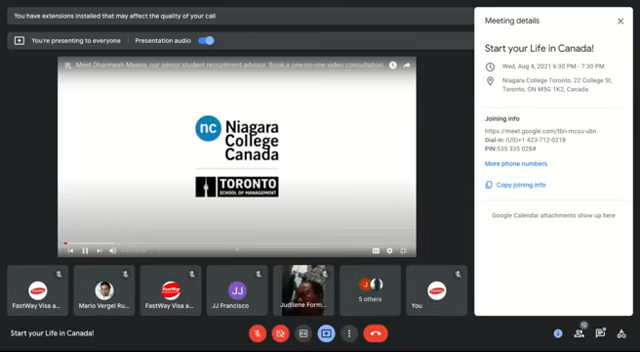 You have extensions installed that may affect the quality of your call
You're presenting to everyone
Presentation audio
Meet Dharmesh Meena, our senior student recruitment advisor. Book a one-on-one video consultation
nc
Niagara
College
Canada
TORONTO
SCHOOL OF MANAGEMENT
FastWay Visa a...
Mario Vergel Ru...
FastWay Visa a...
JJ
JJ Francisco
Judilene Form...
J
5 others
You
Start your Life in Canada!
Meeting details
Start your Life in Canada!
Wed, Aug 4, 2021 6:30 PM - 7:30 PM
Niagara College Toronto, 22 College St,
Toronto, ON M5G 1K2, Canada
Joining info
https://meet.google.com/tbn-mcsu-ubn
Dial-in: (US)+1 423-712-0218
PIN: 535 335 028#
More phone numbers
Copy joining info
Google Calendar attachments show up here